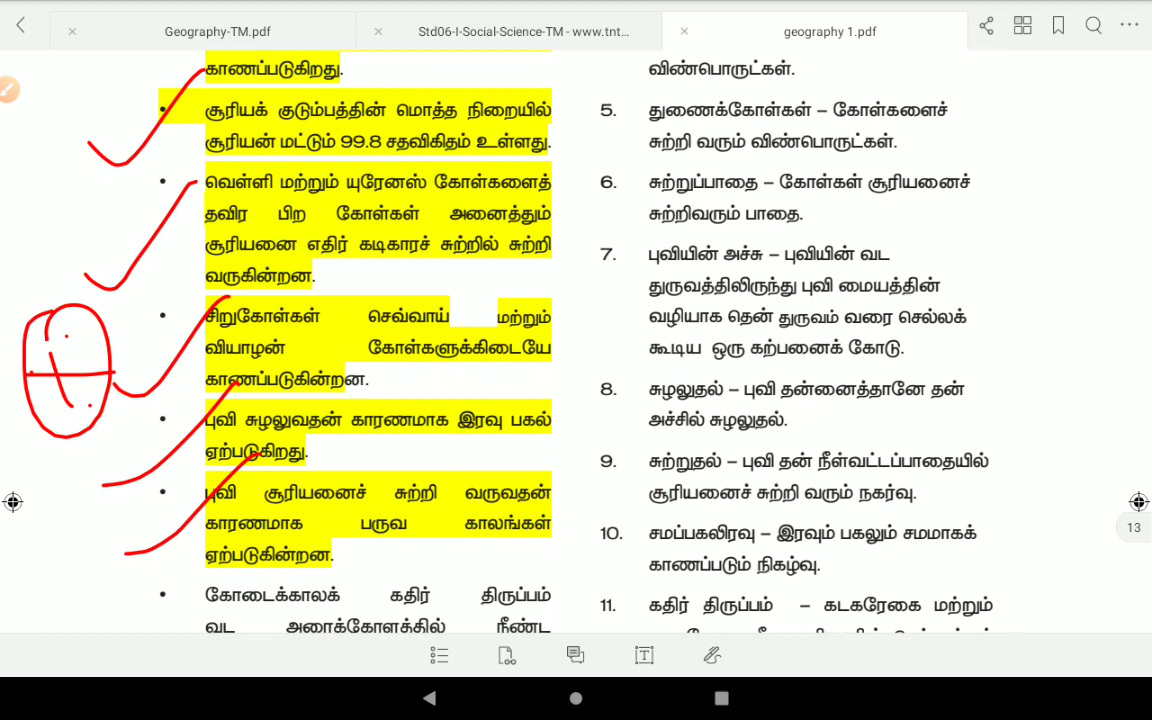 Geography-TM.pdf
Std06-I-Social-Science-TM - www.tnt...
geography 1.pdf
காணப்படுகிறது.
• சூரியக் குடும்பத்தின் மொத்த நிறையில்
சூரியன் மட்டும் 99.8 சதவிகிதம் உள்ளது.
• வெள்ளி மற்றும் யுரேனஸ் கோள்களைத்
தவிர பிற கோள்கள் அனைத்தும்
சூரியனை எதிர் கடிகாரச் சுற்றில் சுற்றி
வருகின்றன.
• சிறுகோள்கள் செவ்வாய் மற்றும்
வியாழன் கோள்களுக்கிடையே
காணப்படுகின்றன.
• புவி சுழலுவதன் காரணமாக இரவு பகல்
ஏற்படுகிறது.
• புவி சூரியனைச் சுற்றி வருவதன்
காரணமாக பருவ காலங்கள்
ஏற்படுகின்றன.
• கோடைக்காலக் கதிர் திருப்பம்
வட அரைக்கோளத்தில் நீண்ட
விண்பொருட்கள்.
5. துணைக்கோள்கள் – கோள்களைச்
சுற்றி வரும் விண்பொருட்கள்.
6. சுற்றுப்பாதை – கோள்கள் சூரியனைச்
சுற்றிவரும் பாதை.
7. புவியின் அச்சு – புவியின் வட
துருவத்திலிருந்து புவி மையத்தின்
வழியாக தென் துருவம் வரை செல்லக்
கூடிய ஒரு கற்பனைக் கோடு.
8. சுழலுதல் – புவி தன்னைத்தானே தன்
அச்சில் சுழலுதல்.
9. சுற்றுதல் – புவி தன் நீள்வட்டப்பாதையில்
சூரியனைச் சுற்றி வரும் நகர்வு.
10. சமப்பகலிரவு – இரவும் பகலும் சமமாகக்
காணப்படும் நிகழ்வு.
11. கதிர் திருப்பம் – கடகரேகை மற்றும்
13